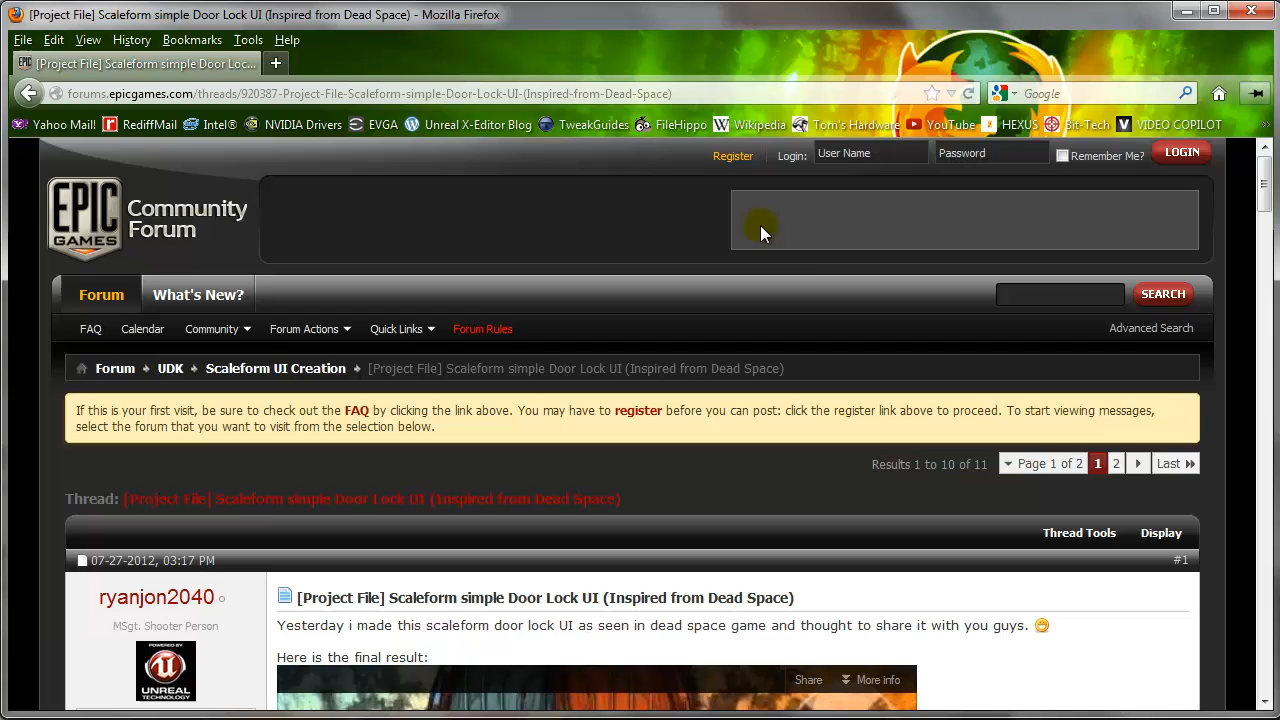 [Project File] Scaleform simple Door Lock UI (Inspired from Dead Space) - Mozilla Firefox
File Edit View History Bookmarks Tools Help
EPIC [Project File] Scaleform simple Door Loc... +
forums.epicgames.com/threads/920387-Project-File-Scaleform-simple-Door-Lock-UI-(Inspired-from-Dead-Space) Google
Yahoo Mail! RediffMail Intel® NVIDIA Drivers EVGA Unreal X-Editor Blog TweakGuides FileHippo Wikipedia Tom's Hardware YouTube HEXUS Bit-Tech VIDEO COPILOT
Register Login: User Name Password Remember Me? LOGIN
EPIC GAMES Community Forum
Forum What's New? SEARCH
FAQ Calendar Community Forum Actions Quick Links Forum Rules Advanced Search
Forum UDK Scaleform UI Creation [Project File] Scaleform simple Door Lock UI (Inspired from Dead Space)
If this is your first visit, be sure to check out the FAQ by clicking the link above. You may have to register before you can post: click the register link above to proceed. To start viewing messages,
select the forum that you want to visit from the selection below.
Results 1 to 10 of 11 Page 1 of 2 1 2 Last
Thread: [Project File] Scaleform simple Door Lock UI (Inspired from Dead Space)
Thread Tools Display
07-27-2012, 03:17 PM #1
ryanjon2040 [Project File] Scaleform simple Door Lock UI (Inspired from Dead Space)
MSgt. Shooter Person Yesterday i made this scaleform door lock UI as seen in dead space game and thought to share it with you guys.
POWERED BY
UNREAL
TECHNOLOGY
Here is the final result:
Share More info